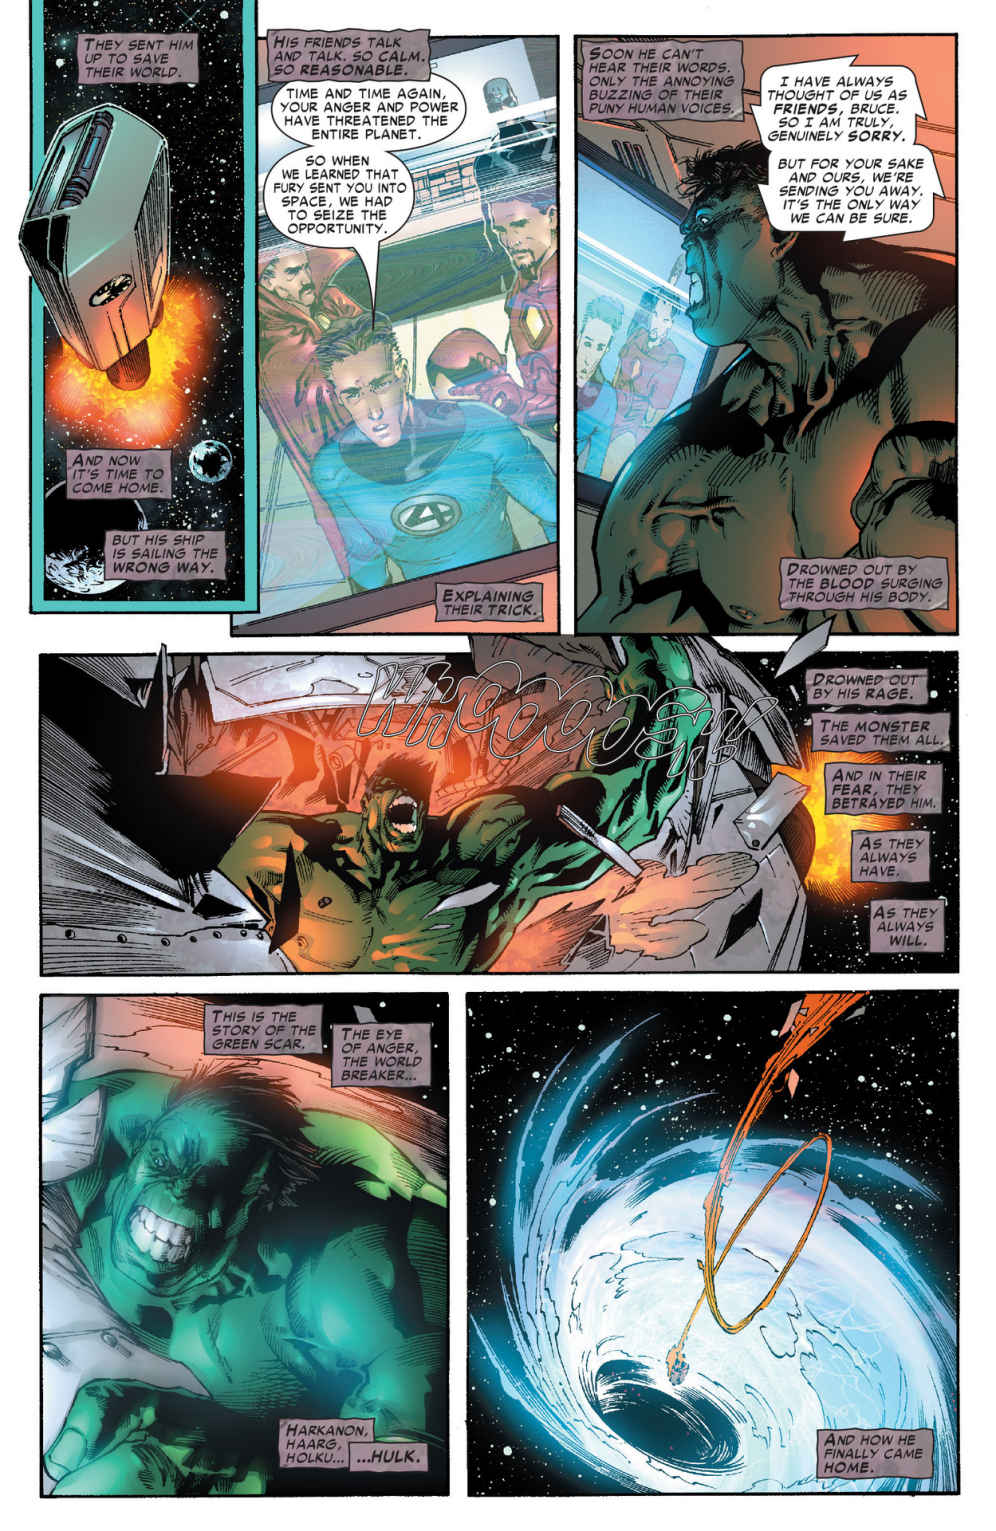 THEY SENT HIM
UP TO SAVE
THEIR WORLD.
AND NOW
IT'S TIME TO
COME HOME.
BUT HIS SHIP
IS SAILING THE
WRONG WAY.
HIS FRIENDS TALK
AND TALK. SO CALM.
SO REASONABLE.
TIME AND TIME AGAIN,
YOUR ANGER AND POWER
HAVE THREATENED THE
ENTIRE PLANET.
SO WHEN
WE LEARNED THAT
FURY SENT YOU INTO
SPACE, WE HAD
TO SEIZE THE
OPPORTUNITY.
4
EXPLAINING
THEIR TRICK.
SOON HE CAN'T
HEAR THEIR WORDS.
ONLY THE ANNOYING
BUZZING OF THEIR
PUNY HUMAN VOICES.
I HAVE ALWAYS
THOUGHT OF US AS
FRIENDS, BRUCE.
SO I AM TRULY,
GENUINELY SORRY.
BUT FOR YOUR SAKE
AND OURS, WE'RE
SENDING YOU AWAY.
IT'S THE ONLY WAY
WE CAN BE SURE.
DROWNED OUT BY
THE BLOOD SURGING
THROUGH HIS BODY.
DROWNED OUT
BY HIS RAGE.
THE MONSTER
SAVED THEM ALL.
AND IN THEIR
FEAR, THEY
BETRAYED HIM.
AS THEY
ALWAYS
HAVE.
AS THEY
ALWAYS
WILL.
THIS IS THE
STORY OF THE
GREEN SCAR.
THE EYE
OF ANGER,
THE WORLD
BREAKER...
HARKANON,
HAARG,
HOLKU...
...HULK.
AND HOW HE
FINALLY CAME
HOME.